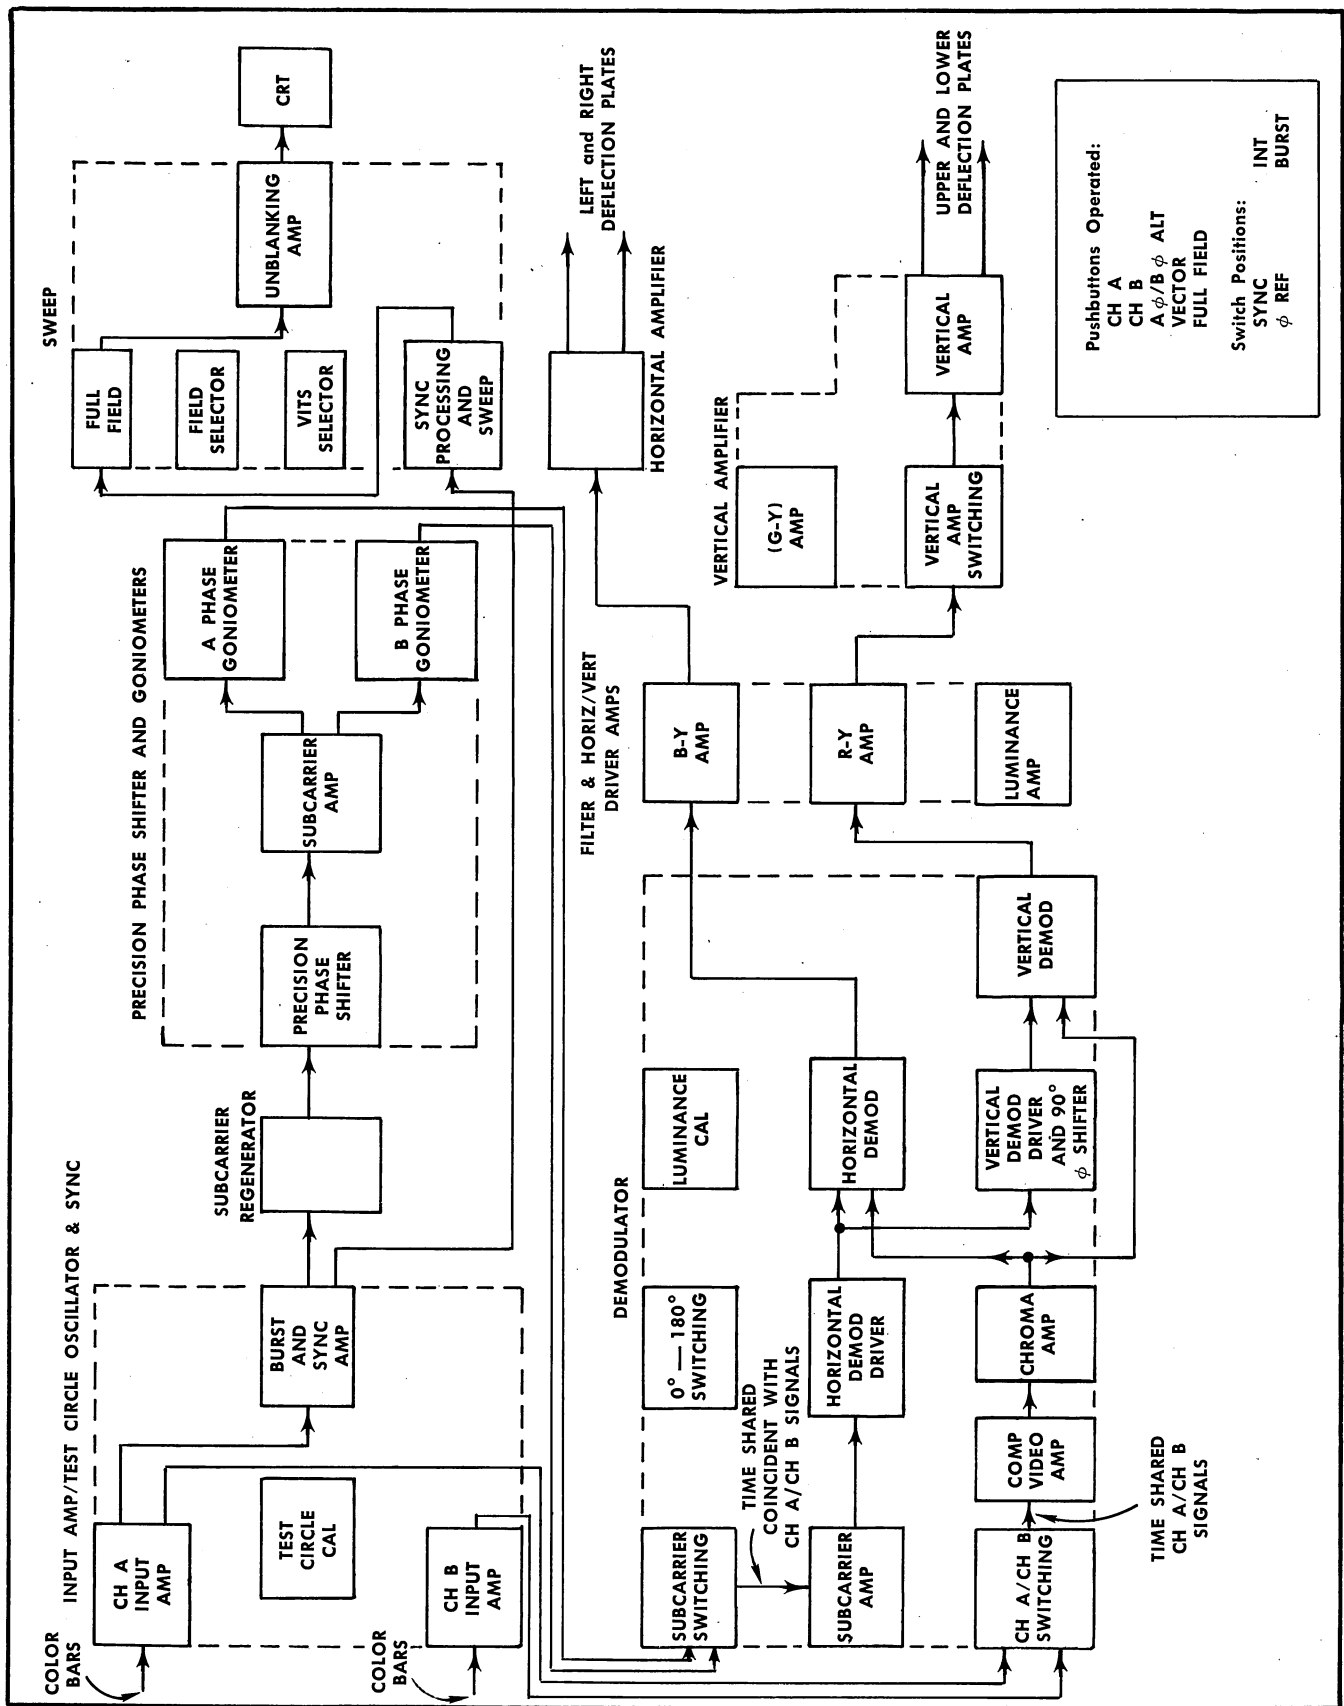 INPUT AMP/TEST CIRCLE OSCILLATOR & SYNC
COLOR
BARS
CH A
INPUT
AMP
TEST
CIRCLE
CAL
COLOR
BARS
CH B
INPUT
AMP
BURST
AND
SYNC
AMP
SUBCARRIER
REGENERATOR
PRECISION PHASE SHIFTER AND GONIOMETERS
PRECISION
PHASE
SHIFTER
SUBCARRIER
AMP
A PHASE
GONIOMETER
B PHASE
GONIOMETER
SWEEP
FULL
FIELD
FIELD
SELECTOR
VITS
SELECTOR
SYNC
PROCESSING
AND
SWEEP
UNBLANKING
AMP
CRT
DEMODULATOR
SUBCARRIER
SWITCHING
0° — 180°
SWITCHING
LUMINANCE
CAL
TIME SHARED
COINCIDENT WITH
CH A/CH B SIGNALS
SUBCARRIER
AMP
HORIZONTAL
DEMOD
DRIVER
HORIZONTAL
DEMOD
CH A/CH B
SWITCHING
COMP
VIDEO
AMP
CHROMA
AMP
VERTICAL
DEMOD
DRIVER
AND 90°
ϕ SHIFTER
VERTICAL
DEMOD
TIME SHARED
CH A/CH B
SIGNALS
FILTER & HORIZ/VERT
DRIVER AMPS
B-Y
AMP
R-Y
AMP
LUMINANCE
AMP
HORIZONTAL AMPLIFIER
LEFT and RIGHT
DEFLECTION PLATES
VERTICAL AMPLIFIER
(G-Y)
AMP
VERTICAL
AMP
SWITCHING
VERTICAL
AMP
UPPER AND LOWER
DEFLECTION PLATES
Pushbuttons Operated:
CH A
CH B
Aϕ/Bϕ ALT
VECTOR
FULL FIELD
Switch Positions:
SYNC INT
ϕ REF BURST